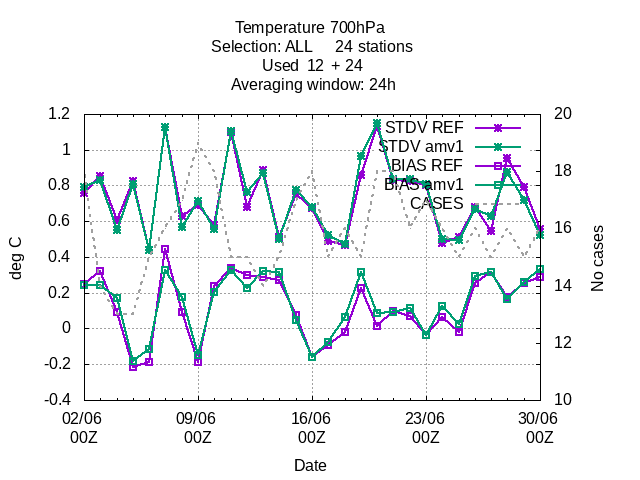 Temperature 700hPa
Selection: ALL 24 stations
Used 12 + 24
Averaging window: 24h
1.2
1
0.8
0.6
0.4
0.2
0
-0.2
-0.4
deg C
20
18
16
14
12
10
No cases
STDV REF
STDV amv1
BIAS REF
BIAS amv1
CASES
02/06 09/06 16/06 23/06 30/06
00Z 00Z 00Z 00Z 00Z
Date